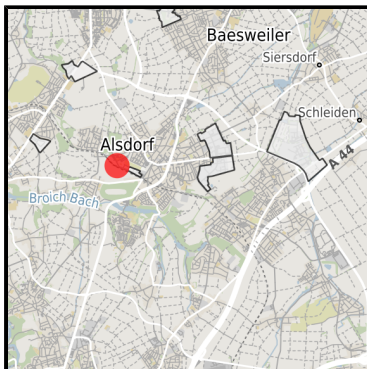 Baesweiler
Siersdorf
Schleiden
Alsdorf
A 44
Broich Bach